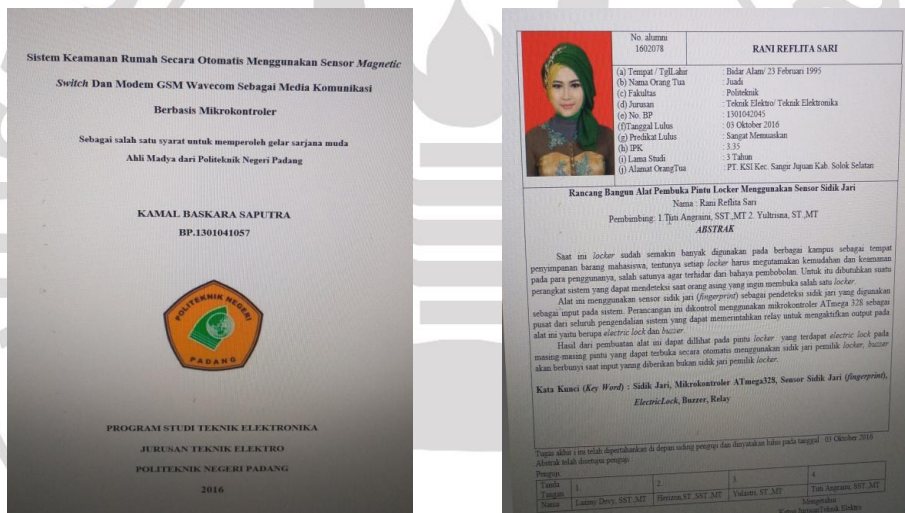 Sistem Keamanan Rumah Secara Otomatis Menggunakan Sensor Magnetic
Switch Dan Modem GSM Wavecom Sebagai Media Komunikasi
Berbasis Mikrokontroler
Sebagai salah satu syarat untuk memperoleh gelar sarjana muda
Ahli Madya dari Politeknik Negeri Padang
KAMAL BASKARA SAPUTRA
BP.1301041057
POLITEKNIK NEGERI
PADANG
PROGRAM STUDI TEKNIK ELEKTRONIKA
JURUSAN TEKNIK ELEKTRO
POLITEKNIK NEGERI PADANG
2016
No. alumni
1602078
RANI REFLITA SARI
(a) Tempat / TglLahir : Bidar Alam/ 23 Februari 1995
(b) Nama Orang Tua : Juadi
(c) Fakultas : Politeknik
(d) Jurusan : Teknik Elektro/ Teknik Elektronika
(e) No. BP : 1301042045
(f)Tanggal Lulus : 03 Oktober 2016
(g) Predikat Lulus : Sangat Memuaskan
(h) IPK : 3.35
(i) Lama Studi : 3 Tahun
(j) Alamat OrangTua : PT. KSI Kec. Sangir Jujuan Kab. Solok Selatan
Rancang Bangun Alat Pembuka Pintu Locker Menggunakan Sensor Sidik Jari
Nama : Rani Reflita Sari
Pembimbing: 1.Tuti Angraini, SST.,MT 2. Yultrisna, ST.,MT
ABSTRAK
Saat ini locker sudah semakin banyak digunakan pada berbagai kampus sebagai tempat
penyimpanan barang mahasiswa, tentunya setiap locker harus megutamakan kemudahan dan keamanan
pada para penggunanya, salah satunya agar terhidar dari bahaya pembobolan. Untuk itu dibutuhkan suatu
perangkat sistem yang dapat mendeteksi saat orang asing yang ingin membuka salah satu locker.
Alat ini menggunakan sensor sidik jari (fingerprint) sebagai pendeteksi sidik jari yang digunakan
sebagai input pada sistem. Perancangan ini dikontrol menggunakan mikrokontroler ATmega 328 sebagai
pusat dari seluruh pengendalian sistem yang dapat memerintahkan relay untuk mengaktifkan output pada
alat ini yaitu berupa electric lock dan buzzer.
Hasil dari pembuatan alat ini dapat dillihat pada pintu locker yang terdapat electric lock pada
masing-masing pintu yang dapat terbuka secara otomatis menggunakan sidik jari pemilik locker, buzzer
akan berbunyi saat input yanng diberikan bukan sidik jari pemilik locker.
Kata Kunci (Key Word) : Sidik Jari, Mikrokontroler ATmega328, Sensor Sidik Jari (fingerprint),
ElectricLock, Buzzer, Relay
Tugas akhir i ini telah dipertahankan di depan siding penguji dan dinyatakan lulus pada tanggal : 03 Oktober 2016
Abstrak telah disetujui penguji
Penguji
Tanda Tangan 1. 2. 3. 4.
Nama Lanny Devy, SST.,MT Herizon,ST.,SST.,MT Yulastri, ST.,MT Tuti Angraini, SST.,MT
Mengetahui
Ketua JurusanTeknik Elektro